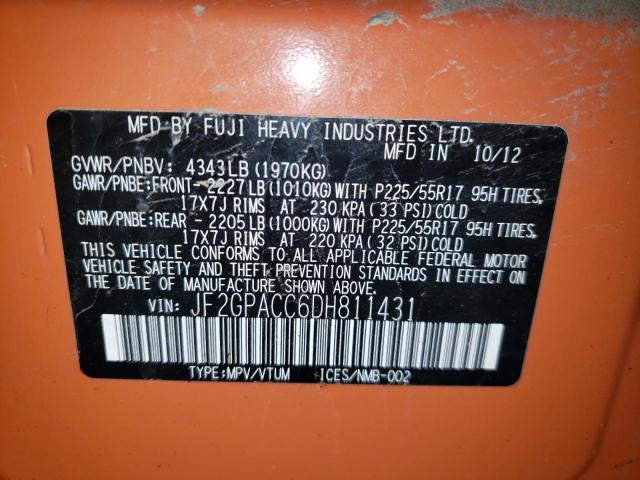 MFD BY FUJI HEAVY INDUSTRIES LTD.
MFD IN 10/12
GVWR/PNBV: 4343LB (1970KG)
GAWR/PNBE:FRONT- 2227LB (1010KG) WITH P225/55R17 95H TIRES,
17X7J RIMS AT 230 KPA (33 PSI) COLD
GAWR/PNBE:REAR - 2205LB (1000KG) WITH P225/55R17 95H TIRES,
17X7J RIMS AT 220 KPA (32 PSI) COLD
THIS VEHICLE CONFORMS TO ALL APPLICABLE FEDERAL MOTOR
VEHICLE SAFETY AND THEFT PREVENTION STANDARDS IN EFFECT ON
THE DATE OF MANUFACTURE SHOWN ABOVE.
VIN: JF2GPACC6DH811431
TYPE:MPV/VTUM ICES/NMB-002